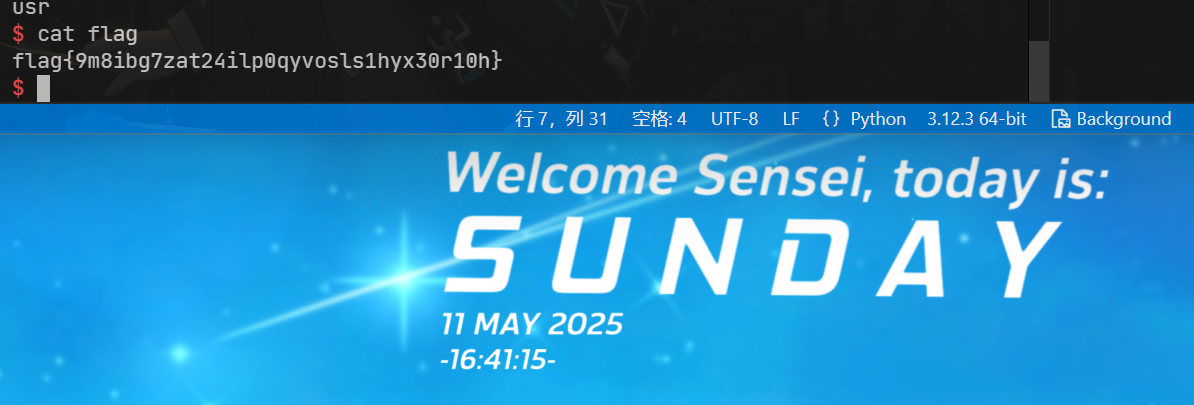 usr
$ cat flag
flag{9m8ibg7zat24ilp0qyvosls1hyx30r10h}
$
行 7，列 31 空格: 4 UTF-8 LF {} Python 3.12.3 64-bit Background
Welcome Sensei, today is:
SUNDAY
11 MAY 2025
-16:41:15-